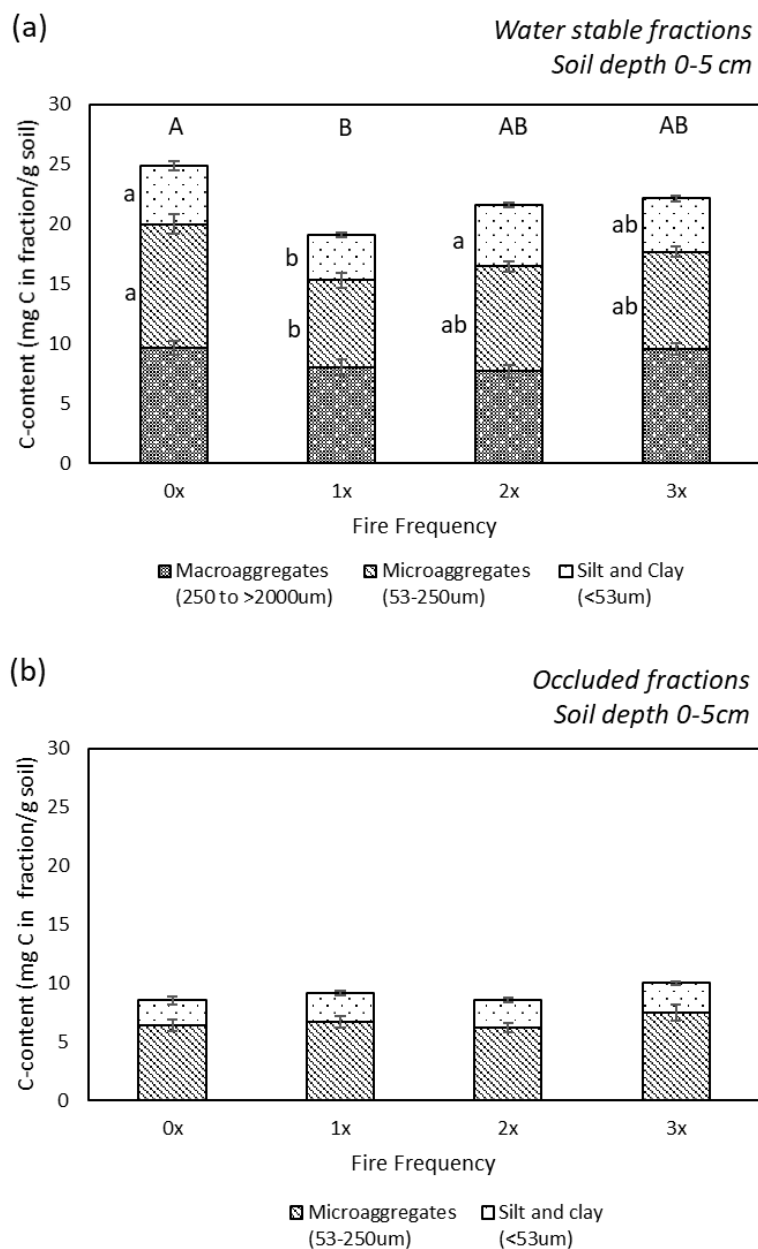 (a)
Water stable fractions
Soil depth 0-5 cm
C-content (mg C in fraction/g soil)
30
25
20
15
10
5
0
A
B
AB
AB
a
b
a
ab
a
b
ab
ab
0x
1x
2x
3x
Fire Frequency
Macroaggregates
(250 to >2000um)
Microaggregates
(53-250um)
Silt and Clay
(<53um)
(b)
Occluded fractions
Soil depth 0-5cm
C-content (mg C in fraction/g soil)
30
25
20
15
10
5
0
0x
1x
2x
3x
Fire Frequency
Microaggregates
(53-250um)
Silt and clay
(<53um)